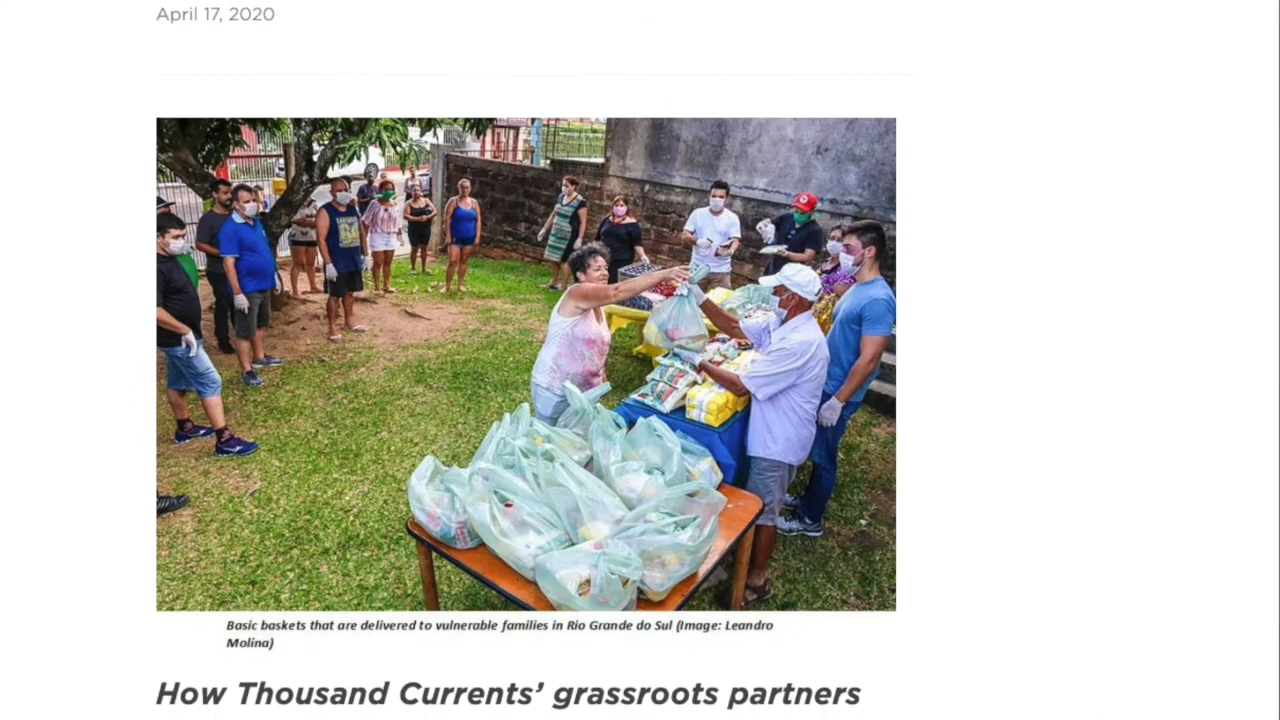 April 17, 2020
Basic baskets that are delivered to vulnerable families in Rio Grande do Sul (Image: Leandro
Molina)
How Thousand Currents’ grassroots partners